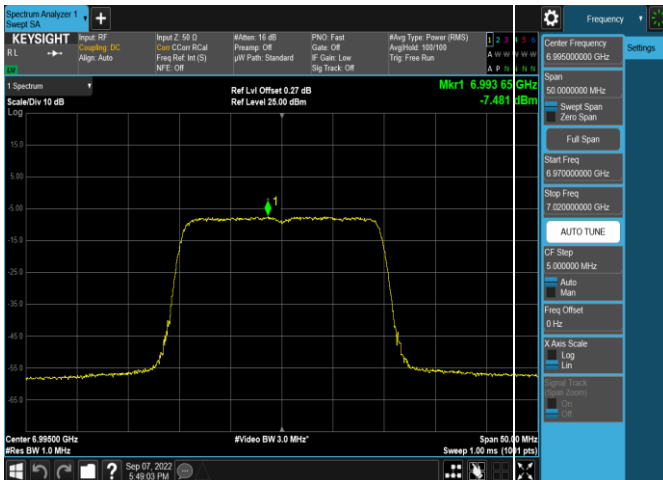 Spectrum Analyzer 1
Swept SA
Frequency
KEYSIGHT
R L
LV
Input: RF
Coupling: DC
Align: Auto
Input Z: 50 Ω
Corr CCorr RCal
Freq Ref: Int (S)
NFE: Off
#Atten: 16 dB
Preamp: Off
µW Path: Standard
PNO: Fast
Gate: Off
IF Gain: Low
Sig Track: Off
#Avg Type: Power (RMS)
Avg|Hold: 100/100
Trig: Free Run
1 2 3 4 5 6
A W W W W W
A P N N N N
1 Spectrum
Scale/Div 10 dB
Log
Ref Lvl Offset 0.27 dB
Ref Level 25.00 dBm
Mkr1 6.993 65 GHz
-7.481 dBm
15.0
5.00
-5.00
1
-15.0
-35.0
-45.0
-65.0
Center 6.99500 GHz
#Res BW 1.0 MHz
#Video BW 3.0 MHz*
Span 50.00 MHz
Sweep 1.00 ms (1001 pts)
Sep 07, 2022
5:49:03 PM
Center Frequency
6.995000000 GHz
Settings
Span
50.0000000 MHz
Swept Span
Zero Span
Full Span
Start Freq
6.970000000 GHz
Stop Freq
7.020000000 GHz
AUTO TUNE
CF Step
5.000000 MHz
Auto
Man
Freq Offset
0 Hz
X Axis Scale
Log
Lin
Signal Track
(Span Zoom)
On
Off